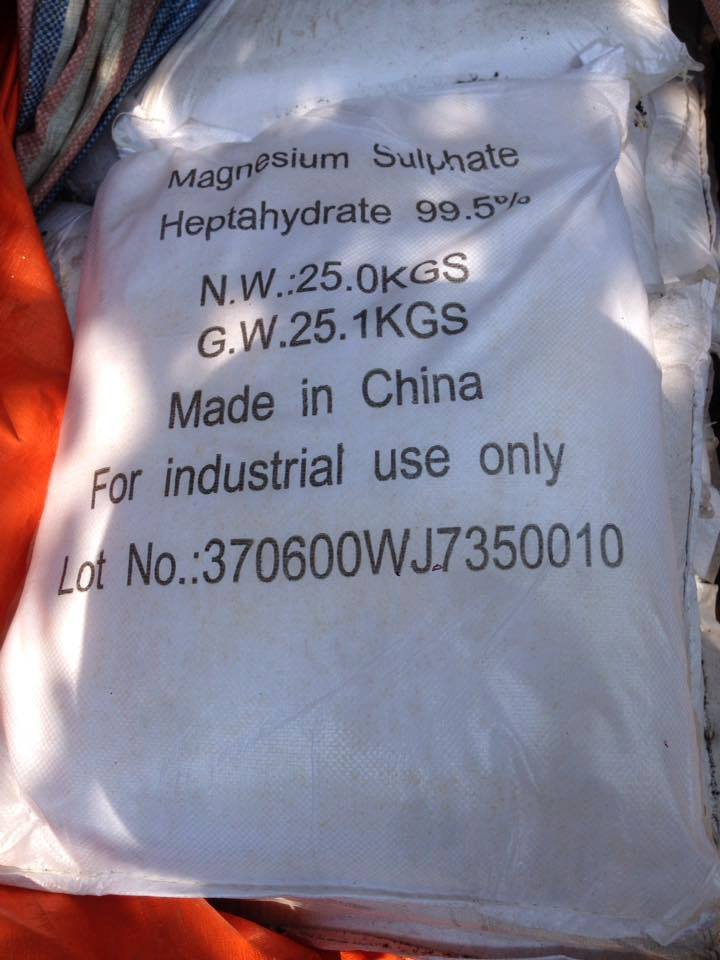 Magnesium Sulphate
Heptahydrate 99.5%
N.W.:25.0KGS
G.W.25.1KGS
Made in China
For industrial use only
Lot No.:370600WJ7350010